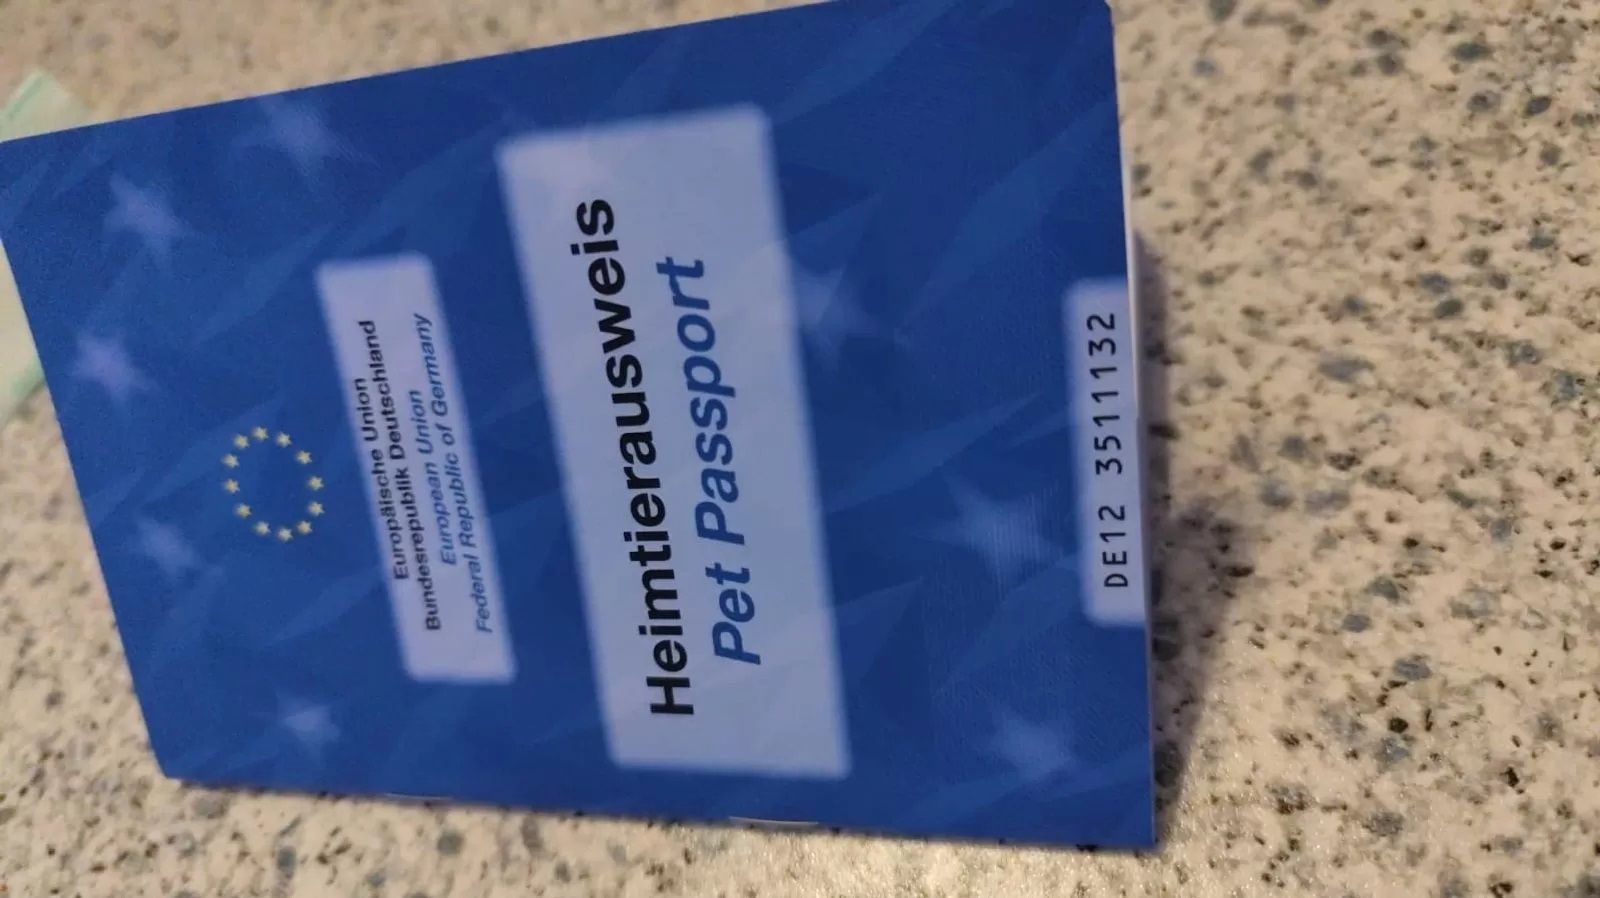 Europäische Union
Bundesrepublik Deutschland
European Union
Federal Republic of Germany
Heimtierausweis
Pet Passport
DE12 3511132